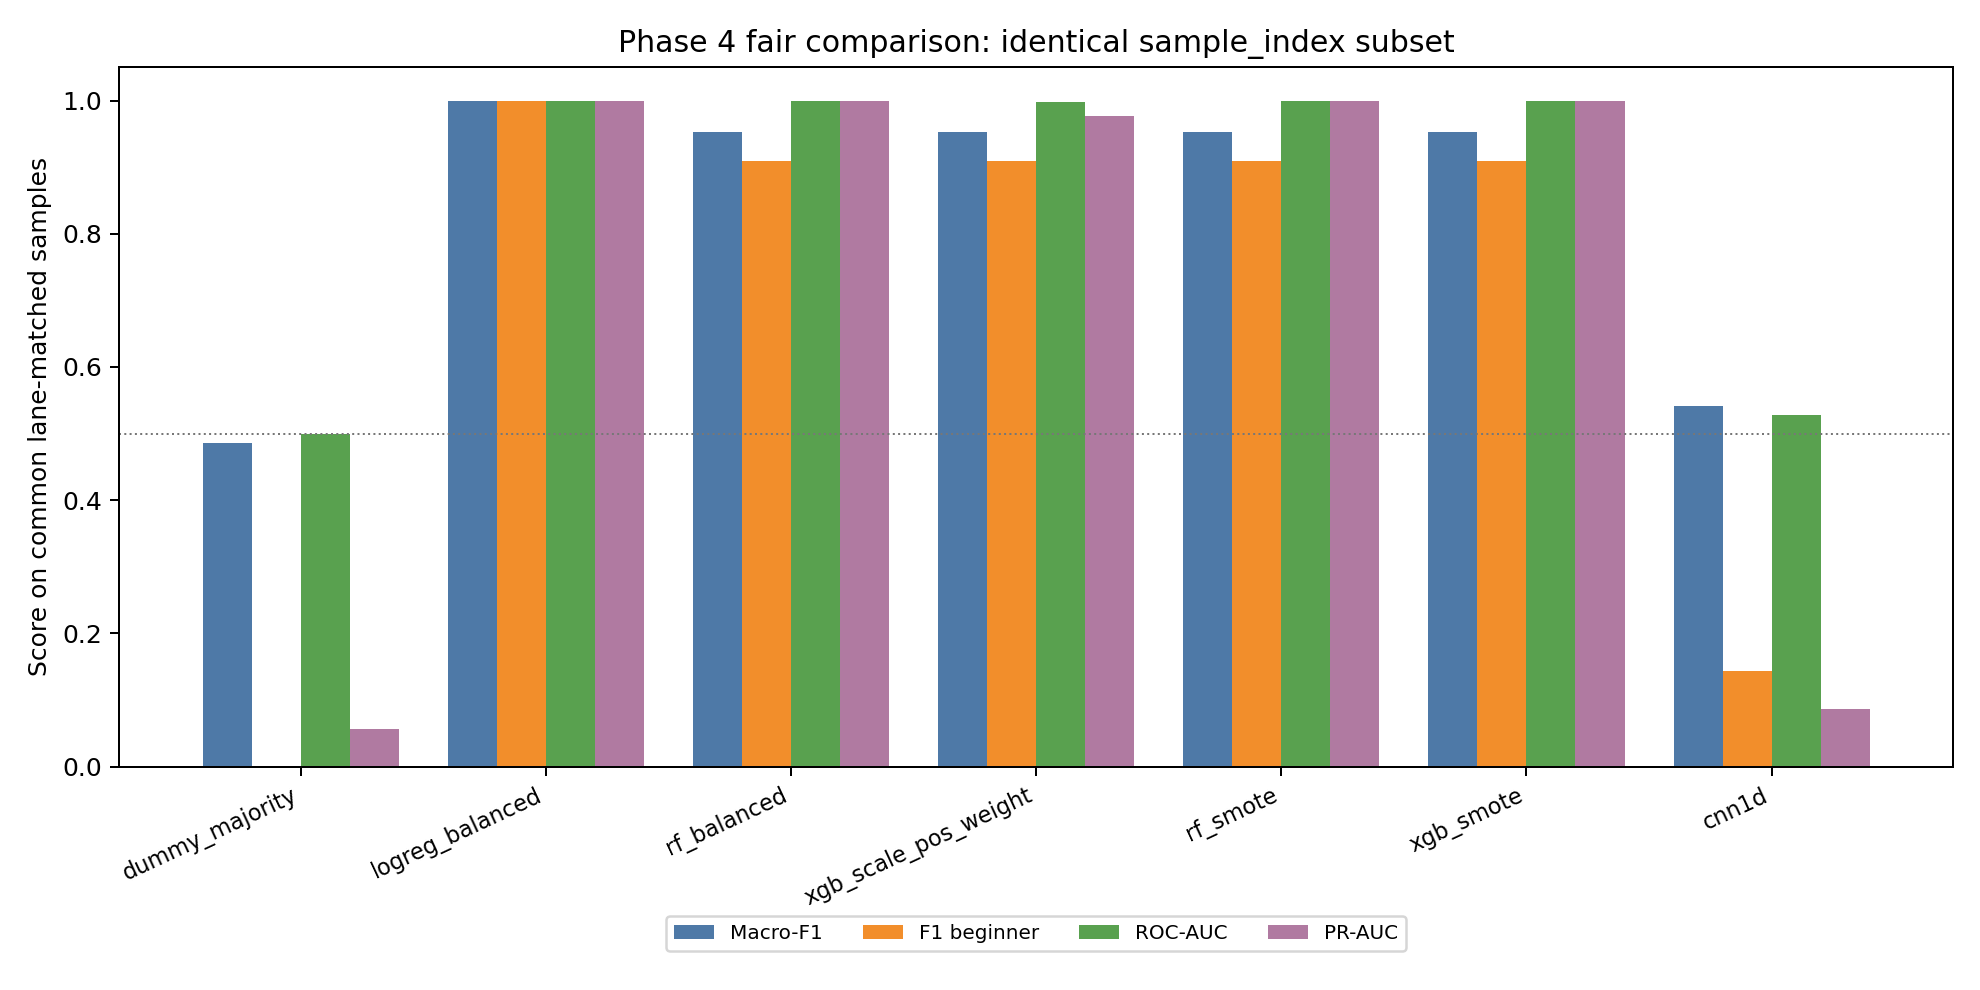 Phase 4 fair comparison: identical sample_index subset
Score on common lane-matched samples
1.0
0.8
0.6
0.4
0.2
0.0
dummy_majority
logreg_balanced
rf_balanced
xgb_scale_pos_weight
rf_smote
xgb_smote
cnn1d
Macro-F1
F1 beginner
ROC-AUC
PR-AUC